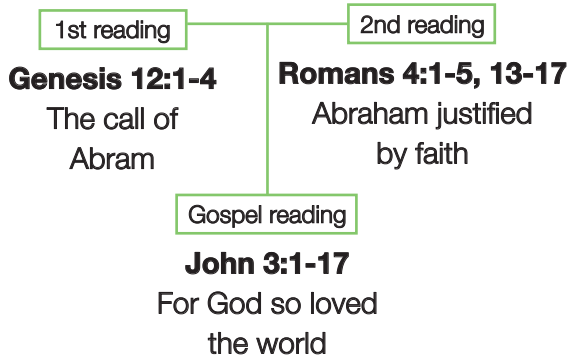 1st reading
Genesis 12:1-4
The call of
Abram
2nd reading
Romans 4:1-5, 13-17
Abraham justified
by faith
Gospel reading
John 3:1-17
For God so loved
the world